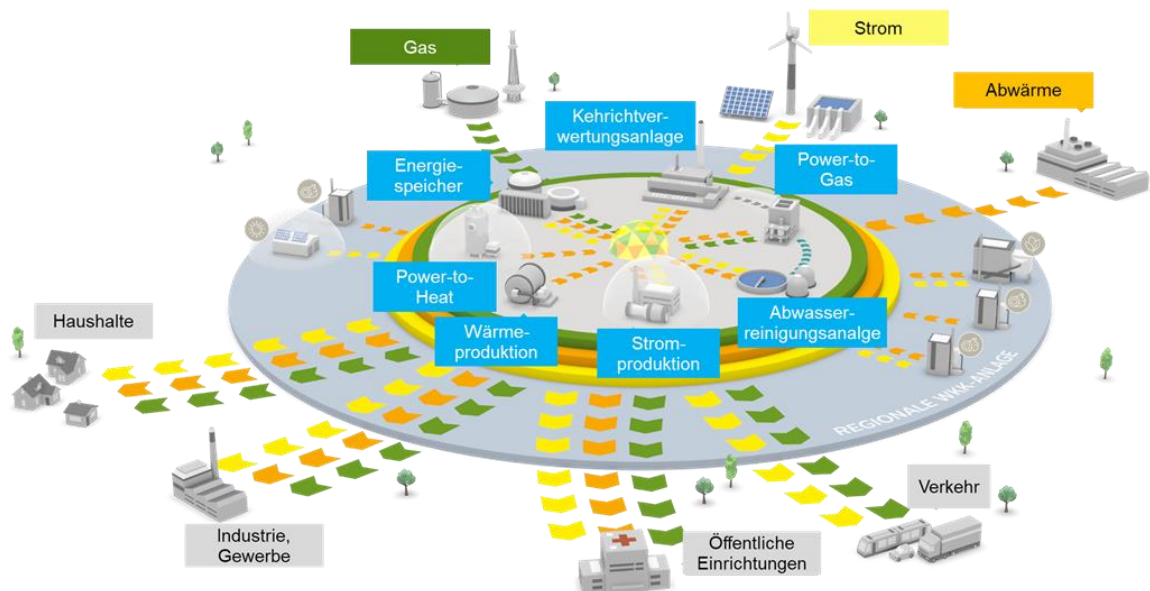 Strom
Gas
Abwärme
Kehrichtver-
wertungsanlage
Energie-
speicher
Power-to-
Gas
Power-to-
Heat
Wärme-
produktion
Strom-
produktion
Abwasser-
reinigungsanalge
Haushalte
REGIONALE WKK-ANLAGE
Verkehr
Industrie,
Gewerbe
Öffentliche
Einrichtungen